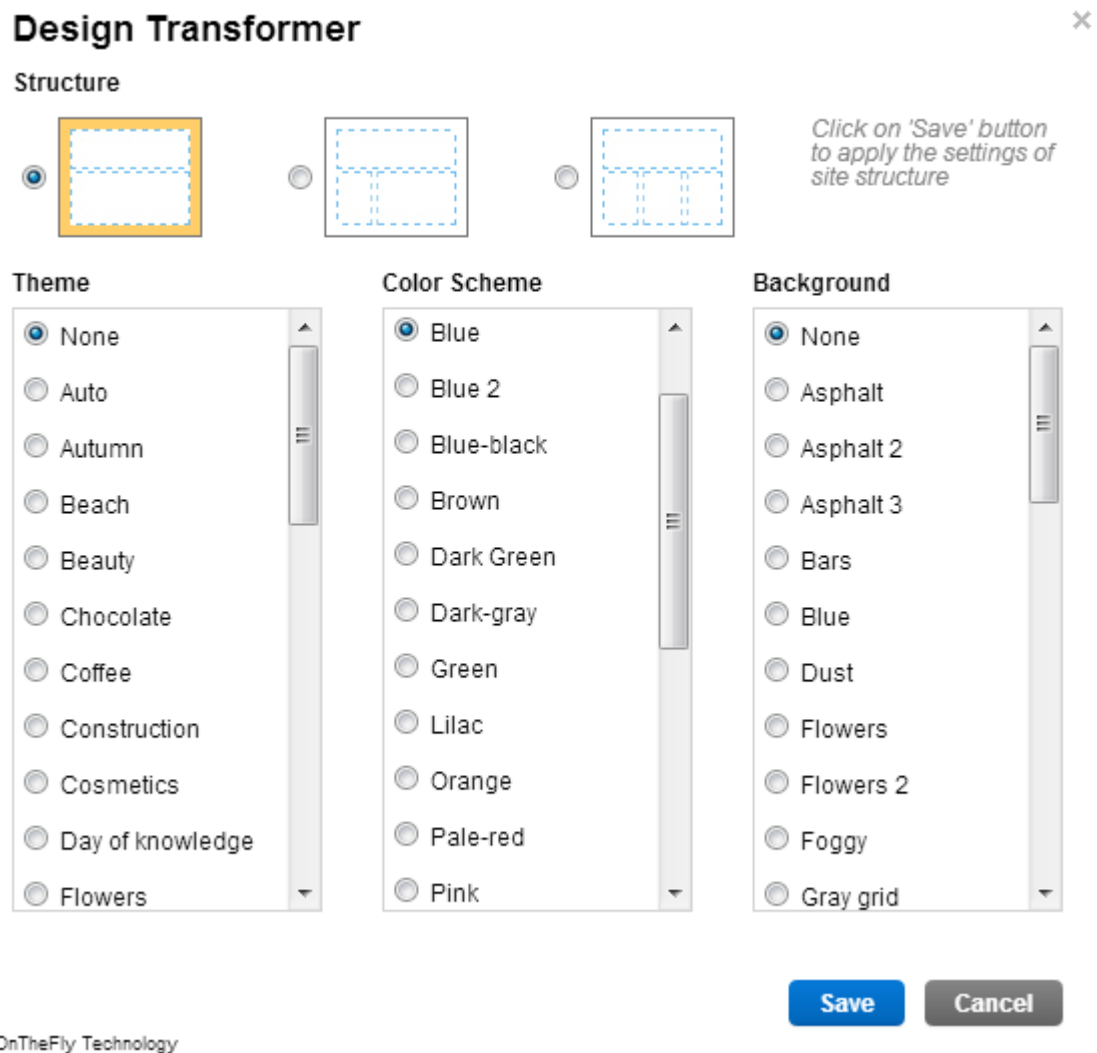 Design Transformer
Structure
Click on 'Save' button
to apply the settings of
site structure
Theme
None
Auto
Autumn
Beach
Beauty
Chocolate
Coffee
Construction
Cosmetics
Day of knowledge
Flowers
Color Scheme
Blue
Blue 2
Blue-black
Brown
Dark Green
Dark-gray
Green
Lilac
Orange
Pale-red
Pink
Background
None
Asphalt
Asphalt 2
Asphalt 3
Bars
Blue
Dust
Flowers
Flowers 2
Foggy
Gray grid
Save
Cancel
OnTheFly Technology